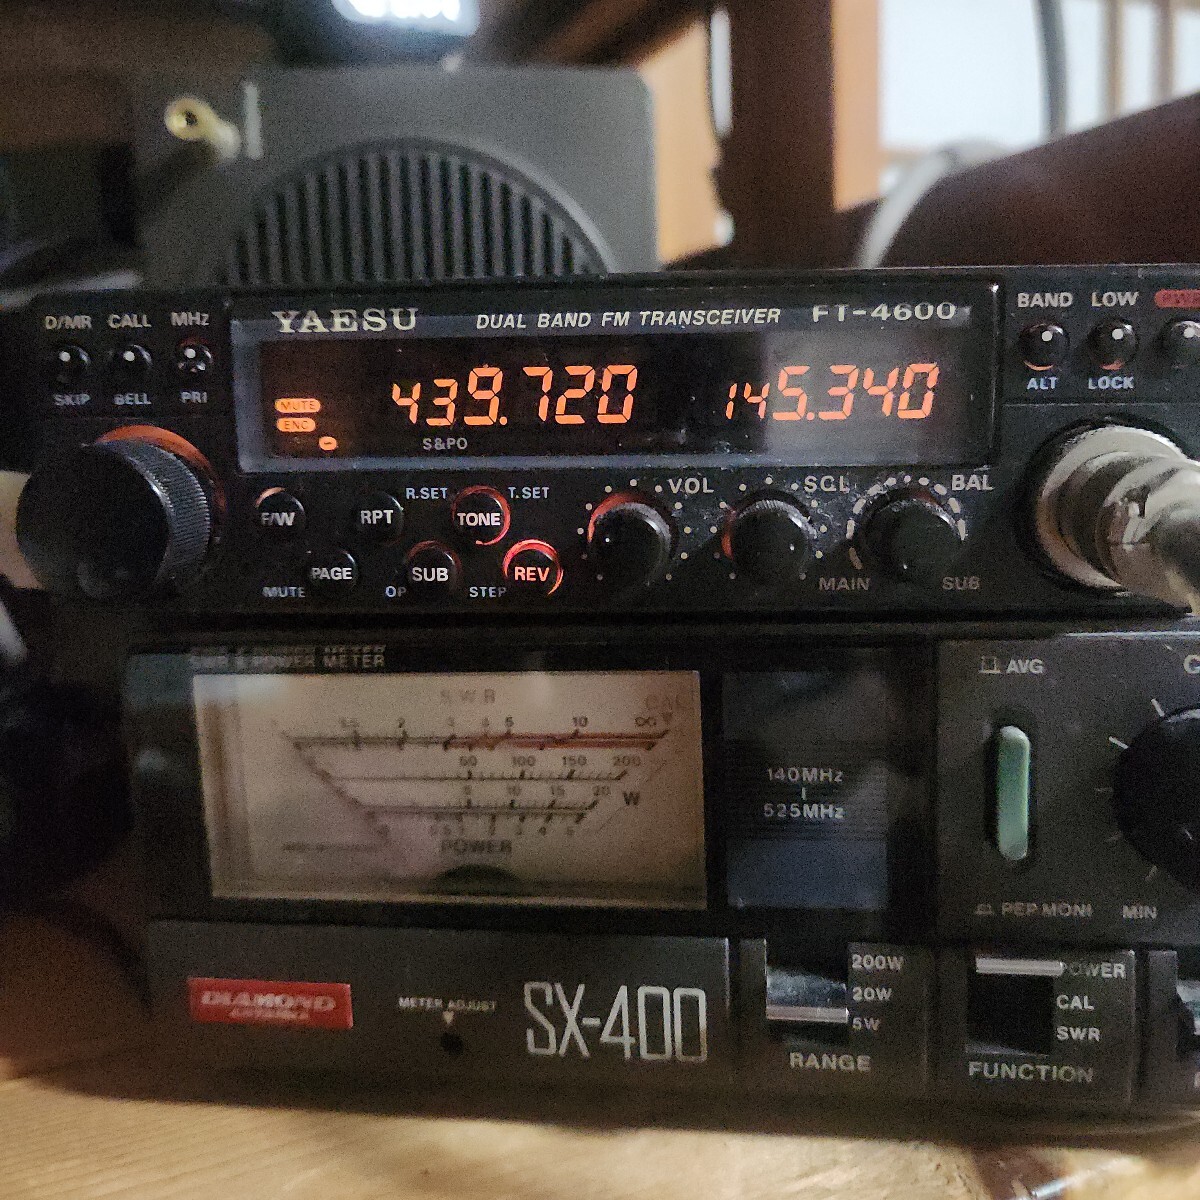 D/MR CALL MHz
SKIP BELL PRI
YAESU DUAL BAND FM TRANSCEIVER FT-4600
BAND LOW
ALT LOCK
MUTE
ENC
-
439.720 145.340
S&PO
R.SET T.SET VOL SQL BAL
F/W RPT TONE
PAGE SUB REV
MUTE OP STEP MAIN SUB
SWR & POWER METER
S.W.R
CAL
1.5 2 3 4 5 10 ∞
50 100 150 200
5 10 15 20 W
POWER
140MHz
525MHz
AVG
PEP MONI MIN
DIAMOND
ANTENNA
METER ADJUST
SX-400
200W
20W
5W
RANGE
POWER
CAL
SWR
FUNCTION